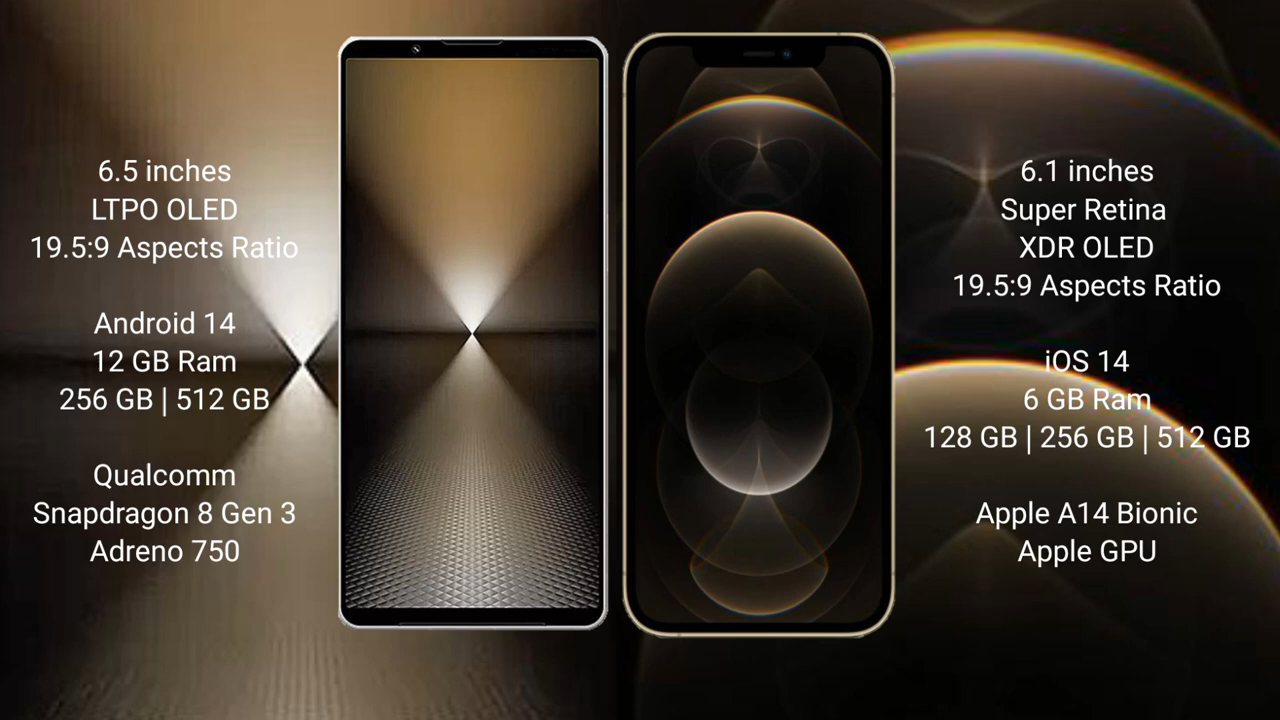 6.5 inches
LTPO OLED
19.5:9 Aspects Ratio
Android 14
12 GB Ram
256 GB | 512 GB
Qualcomm
Snapdragon 8 Gen 3
Adreno 750
6.1 inches
Super Retina
XDR OLED
19.5:9 Aspects Ratio
iOS 14
6 GB Ram
128 GB | 256 GB | 512 GB
Apple A14 Bionic
Apple GPU